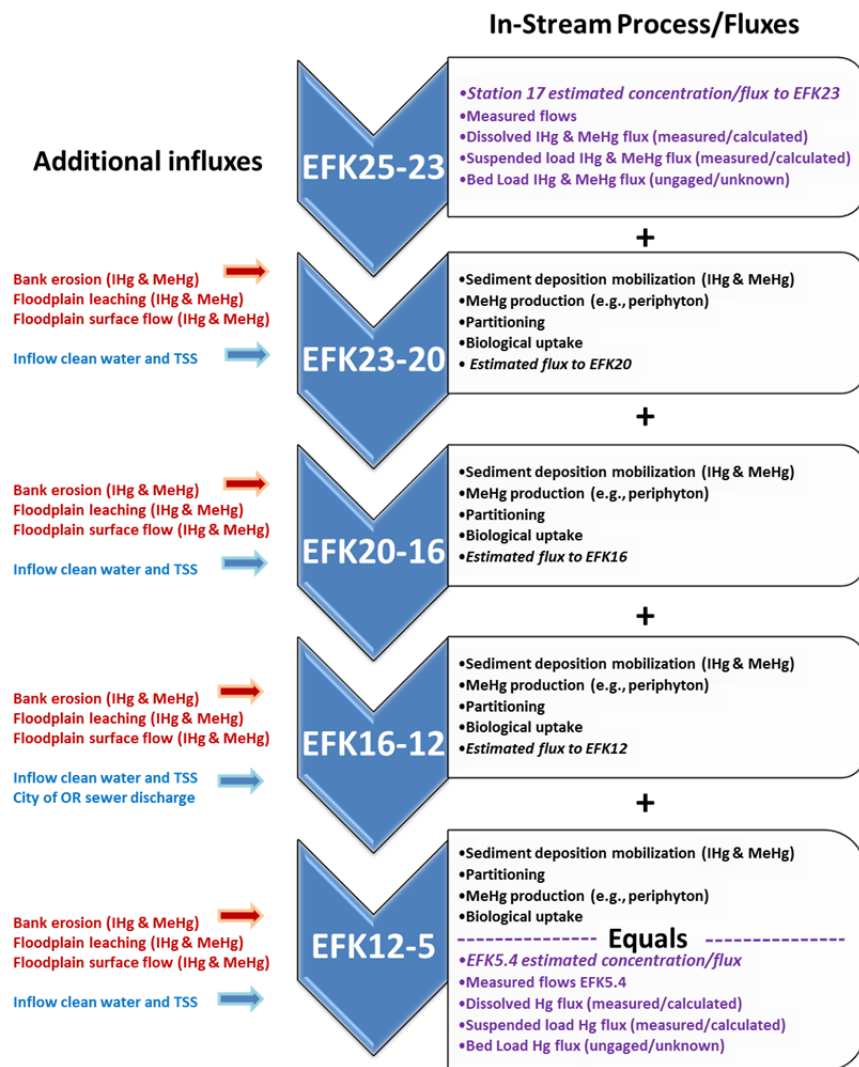 In-Stream Process/Fluxes
Additional influxes
EFK25-23
•Station 17 estimated concentration/flux to EFK23
•Measured flows
•Dissolved IHg & MeHg flux (measured/calculated)
•Suspended load IHg & MeHg flux (measured/calculated)
•Bed Load IHg & MeHg flux (ungaged/unknown)
+
Bank erosion (IHg & MeHg)
Floodplain leaching (IHg & MeHg)
Floodplain surface flow (IHg & MeHg)
Inflow clean water and TSS
EFK23-20
•Sediment deposition mobilization (IHg & MeHg)
•MeHg production (e.g., periphyton)
•Partitioning
•Biological uptake
• Estimated flux to EFK20
+
Bank erosion (IHg & MeHg)
Floodplain leaching (IHg & MeHg)
Floodplain surface flow (IHg & MeHg)
Inflow clean water and TSS
EFK20-16
•Sediment deposition mobilization (IHg & MeHg)
•MeHg production (e.g., periphyton)
•Partitioning
•Biological uptake
•Estimated flux to EFK16
+
Bank erosion (IHg & MeHg)
Floodplain leaching (IHg & MeHg)
Floodplain surface flow (IHg & MeHg)
Inflow clean water and TSS
City of OR sewer discharge
EFK16-12
•Sediment deposition mobilization (IHg & MeHg)
•MeHg production (e.g., periphyton)
•Partitioning
•Biological uptake
•Estimated flux to EFK12
+
Bank erosion (IHg & MeHg)
Floodplain leaching (IHg & MeHg)
Floodplain surface flow (IHg & MeHg)
Inflow clean water and TSS
EFK12-5
•Sediment deposition mobilization (IHg & MeHg)
•Partitioning
•MeHg production (e.g., periphyton)
•Biological uptake
Equals
•EFK5.4 estimated concentration/flux
•Measured flows EFK5.4
•Dissolved Hg flux (measured/calculated)
•Suspended load Hg flux (measured/calculated)
•Bed Load Hg flux (ungaged/unknown)